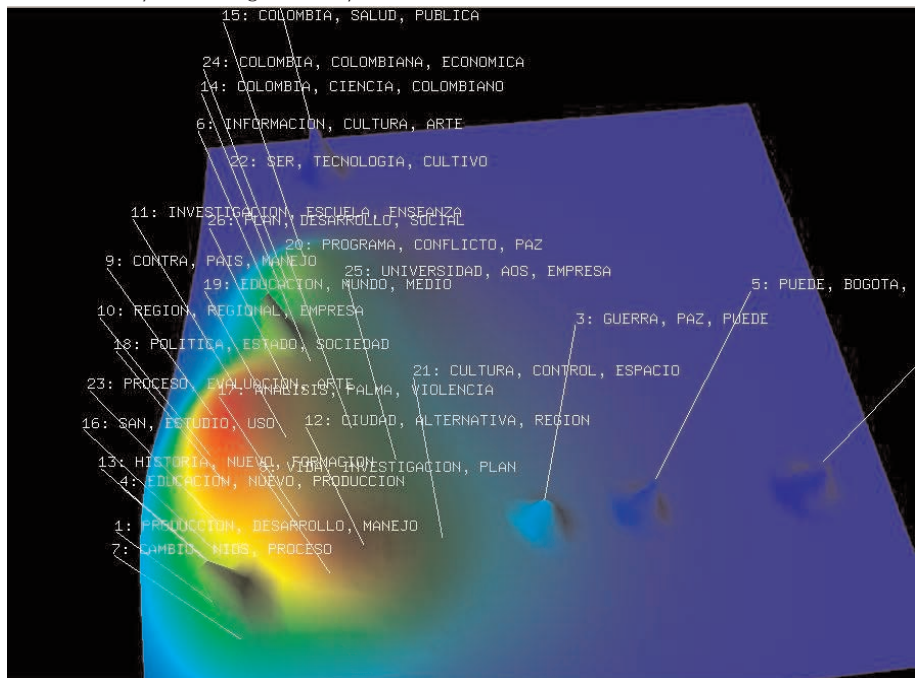 15: COLOMBIA, SALUD, PUBLICA
24: COLOMBIA, COLOMBIANA, ECONOMICA
14: COLOMBIA, CIENCIA, COLOMBIANO
6: INFORMACION, CULTURA, ARTE
22: SER, TECNOLOGIA, CULTIVO
11: INVESTIGACION, ESCUELA, ENSEANZA
26: PLAN, DESARROLLO, SOCIAL
20: PROGRAMA, CONFLICTO, PAZ
9: CONTRA, PAIS, MANEJO
25: UNIVERSIDAD, AOS, EMPRESA
19: EDUCACION, MUNDO, MEDIO
5: PUEDE, BOGOTA,
10: REGION, REGIONAL, EMPRESA
3: GUERRA, PAZ, PUEDE
18: POLITICA, ESTADO, SOCIEDAD
21: CULTURA, CONTROL, ESPACIO
23: PROCESO, EVALUACION, ARTE
17: ANALISIS, PALMA, VIOLENCIA
16: SAN, ESTUDIO, USO
12: CIUDAD, ALTERNATIVA, REGION
13: HISTORIA, NUEVO, FORMACION
VIDA, INVESTIGACION, PLAN
4: EDUCACION, NUEVO, PRODUCCION
1: PRODUCCION, DESARROLLO, MANEJO
7: CAMBIO, NIOS, PROCESO